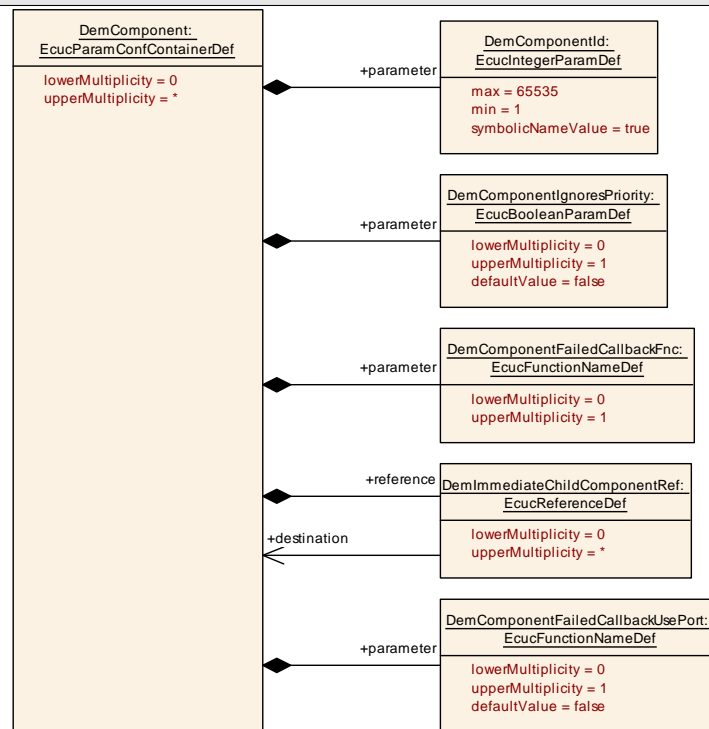 DemComponent:
EcucParamConfContainerDef
lowerMultiplicity = 0
upperMultiplicity = *
+parameter
DemComponentId:
EcucIntegerParamDef
max = 65535
min = 1
symbolicNameValue = true
+parameter
DemComponentIgnoresPriority:
EcucBooleanParamDef
lowerMultiplicity = 0
upperMultiplicity = 1
defaultValue = false
+parameter
DemComponentFailedCallbackFnc:
EcucFunctionNameDef
lowerMultiplicity = 0
upperMultiplicity = 1
+reference
+destination
DemImmediateChildComponentRef:
EcucReferenceDef
lowerMultiplicity = 0
upperMultiplicity = *
+parameter
DemComponentFailedCallbackUsePort:
EcucFunctionNameDef
lowerMultiplicity = 0
upperMultiplicity = 1
defaultValue = false